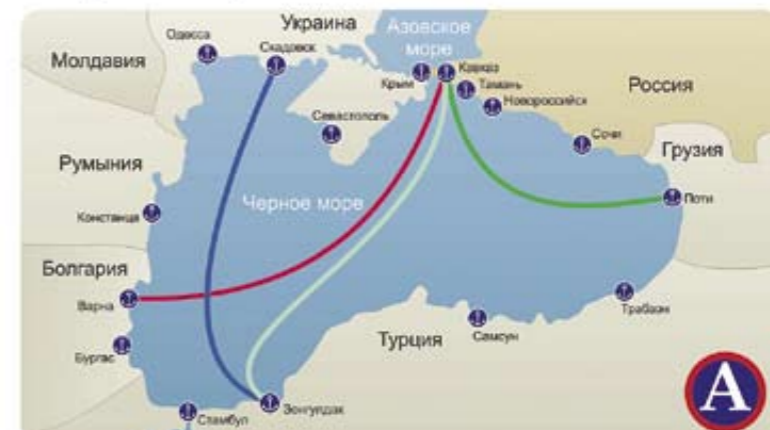 Украина
Азовское
море
Одесса
Скадовск
Молдавия
Крым
Кавказ
Тамань
Новороссийск
Россия
Севастополь
Сочи
Грузия
Румыния
Констанца
Черное море
Поти
Болгария
Варна
Трабзон
Самсун
Турция
Бургас
Зонгулдак
Стамбул
А